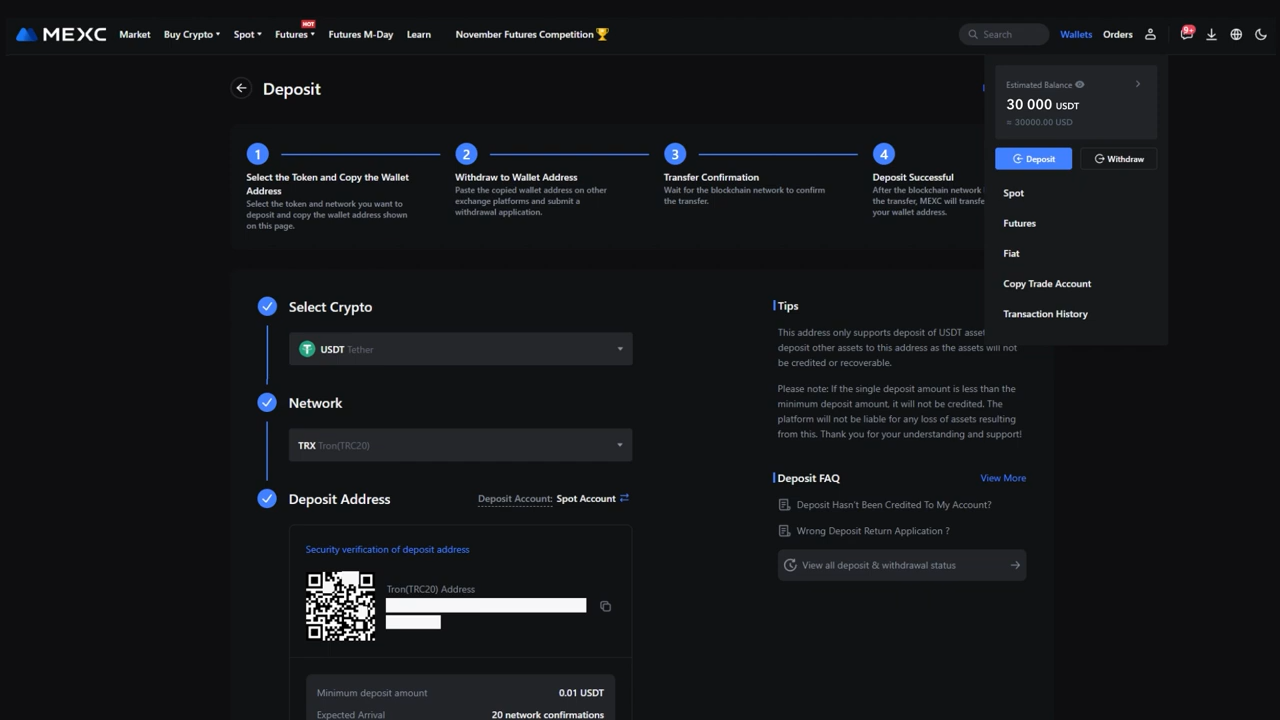 MEXC Market Buy Crypto Spot Futures HOT Futures M-Day Learn November Futures Competition Search Wallets Orders 9+
Deposit
Estimated Balance
30 000 USDT
≈ 30000.00 USD
Deposit Withdraw
Spot
Futures
Fiat
Copy Trade Account
Transaction History
1
Select the Token and Copy the Wallet
Address
Select the token and network you want to
deposit and copy the wallet address shown
on this page.
2
Withdraw to Wallet Address
Paste the copied wallet address on other
exchange platforms and submit a
withdrawal application.
3
Transfer Confirmation
Wait for the blockchain network to confirm
the transfer.
4
Deposit Successful
After the blockchain network
the transfer, MEXC will transfe
your wallet address.
Select Crypto
USDT Tether
Network
TRX Tron(TRC20)
Deposit Address Deposit Account: Spot Account
Security verification of deposit address
Tron(TRC20) Address
Minimum deposit amount 0.01 USDT
Expected Arrival 20 network confirmations
Tips
This address only supports deposit of USDT asset
deposit other assets to this address as the assets will not
be credited or recoverable.
Please note: If the single deposit amount is less than the
minimum deposit amount, it will not be credited. The
platform will not be liable for any loss of assets resulting
from this. Thank you for your understanding and support!
Deposit FAQ View More
Deposit Hasn't Been Credited To My Account?
Wrong Deposit Return Application ?
View all deposit & withdrawal status